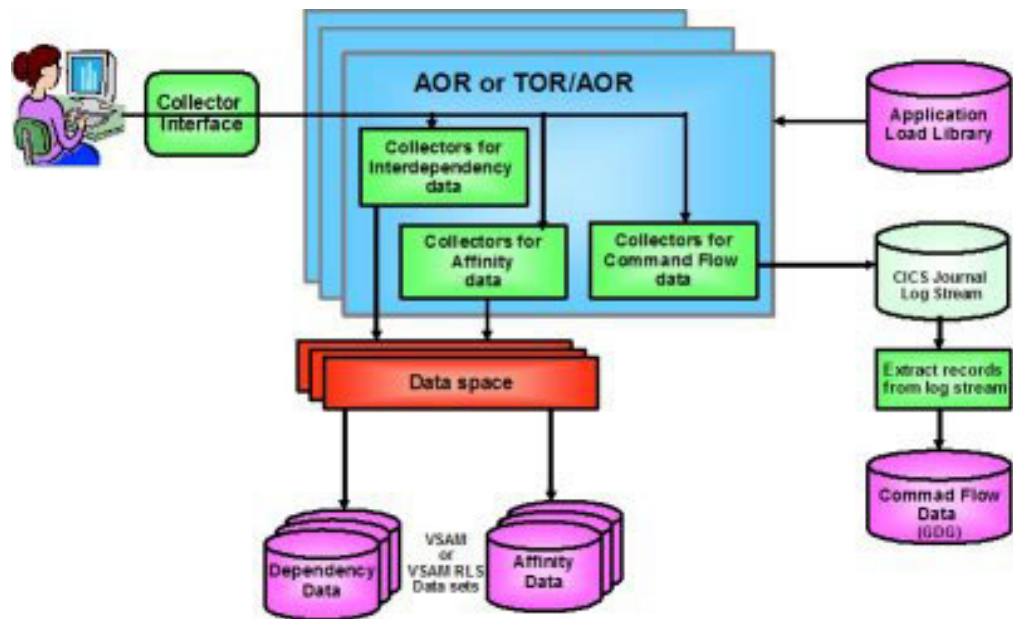 AOR or TOR/AOR
Collector
Interface
Application
Load Library
Collectors for
Interdependency
data
Collectors for
Affinity
data
Collectors for
Command Flow
data
CICS Journal
Log Stream
Data space
Extract records
from log stream
Commad Flow
Data
(GDG)
Dependency
Data
VSAM
or
VSAM RLS
Data sets
Affinity
Data